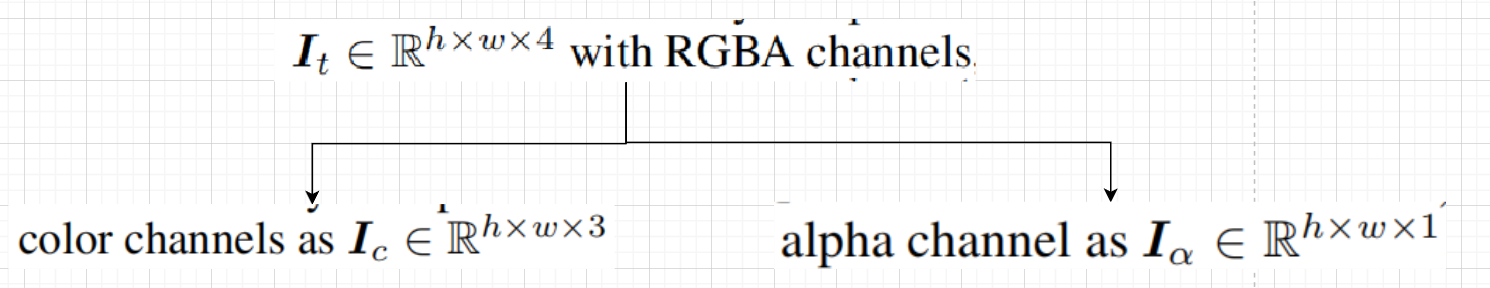 I_t ∈ ℝ^{h×w×4} with RGBA channels
color channels as I_c ∈ ℝ^{h×w×3}
alpha channel as I_α ∈ ℝ^{h×w×1}